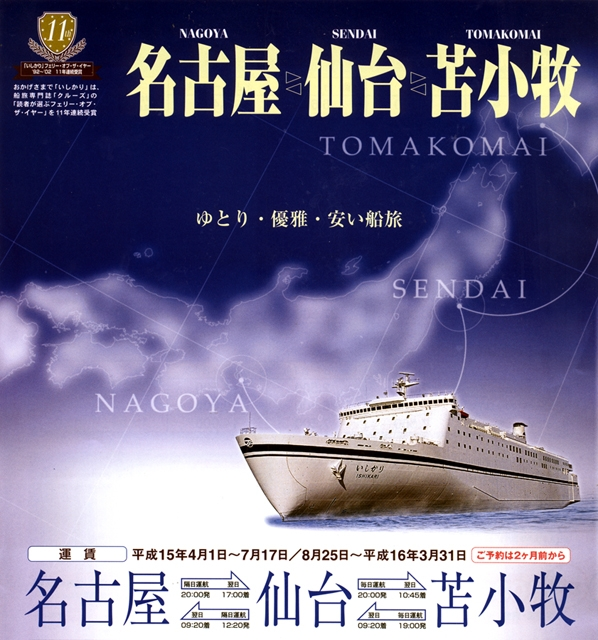 11th
「いしかり」フェリー・オブ・ザ・イヤー
'92〜'02 11年連続受賞
おかげさまで「いしかり」は、
船旅専門誌「クルーズ」の
「読者が選ぶフェリー・オブ・
ザ・イヤー」を11年連続受賞
NAGOYA SENDAI TOMAKOMAI
名古屋 仙台 苫小牧
TOMAKOMAI
ゆとり・優雅・安い船旅
SENDAI
NAGOYA
いしかり
ISHIKARI
運賃 平成15年4月1日〜7月17日/8月25日〜平成16年3月31日 ご予約は2ヶ月前から
名古屋 仙台 苫小牧
隔日運航 翌日 毎日運航 翌日
20:00発 17:00着 20:00発 10:45着
翌日 隔日運航 翌日 毎日運航
09:20着 12:20発 09:20着 19:00発